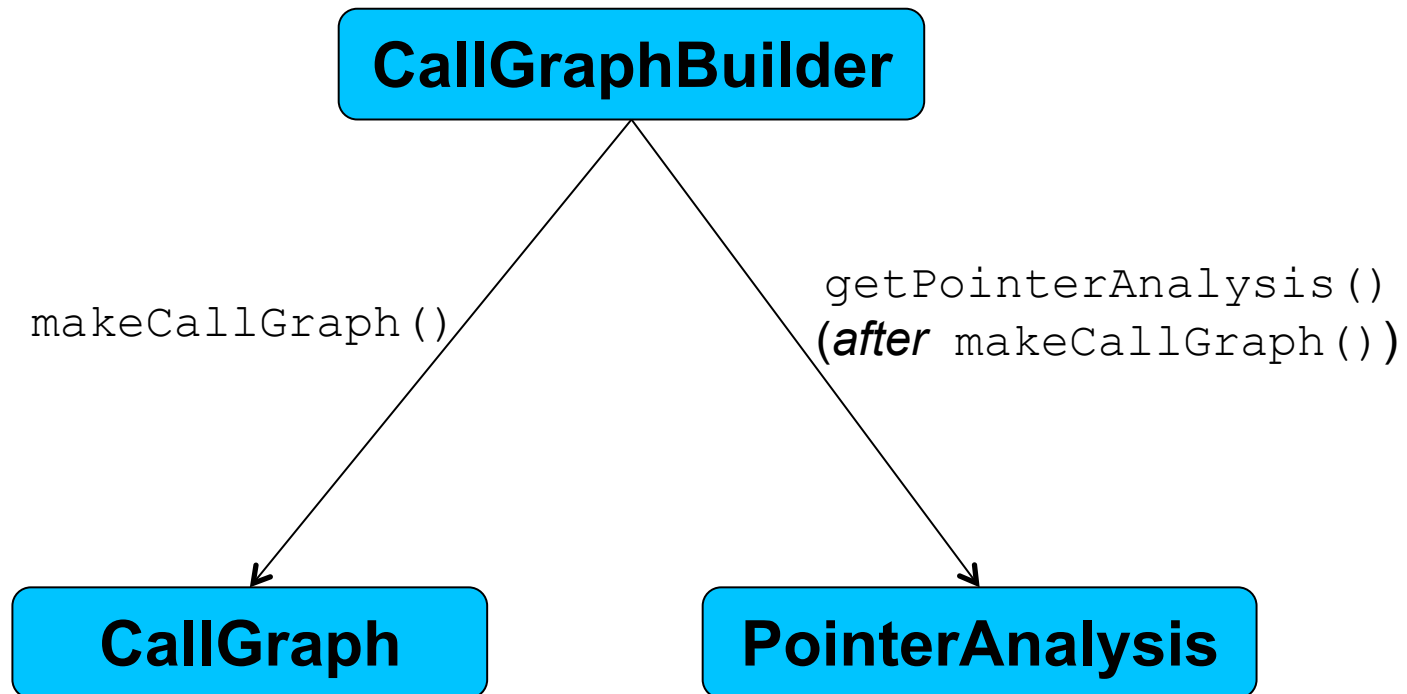 CallGraphBuilder
makeCallGraph()
getPointerAnalysis()
(after makeCallGraph())
CallGraph
PointerAnalysis